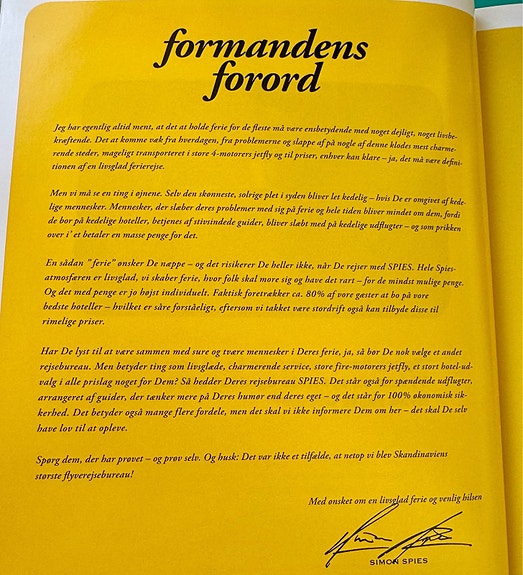 formandens
forord
Jeg har egentlig altid ment, at det at holde ferie for de fleste må være ensbetydende med noget dejligt, noget livsbe-
kræftende. Det at komme væk fra hverdagen, fra problemerne og slappe af på nogle af denne klodes mest charme-
rende steder, mageligt transporteret i store 4-motorers jetfly og til priser, enhver kan klare – ja, det må være defini-
tionen af en livsglad ferierejse.
Men vi må se en ting i øjnene. Selv den skønneste, solrige plet i syden bliver let kedelig – hvis De er omgivet af kede-
lige mennesker. Mennesker, der slæber deres problemer med sig på ferie og hele tiden bliver mindet om dem, fordi
de bor på kedelige hoteller, betjenes af stivsindede guider, bliver slæbt med på kedelige udflugter – og som prikken
over i' et betaler en masse penge for det.
En sådan "ferie" ønsker De næppe – og det risikerer De heller ikke, når De rejser med SPIES. Hele Spies-
atmosfæren er livsglad, vi skaber ferie, hvor folk skal more sig og have det rart – for de mindst mulige penge.
Og det med penge er jo højst individuelt. Faktisk foretrækker ca. 80% af vore gæster at bo på vore
bedste hoteller – hvilket er såre forståeligt, eftersom vi takket være stordrift også kan tilbyde disse til
rimelige priser.
Har De lyst til at være sammen med sure og tvære mennesker i Deres ferie, ja, så bør De nok vælge et andet
rejsebureau. Men betyder ting som livsglæde, charmerende service, store fire-motorers jetfly, et stort hotel-ud-
valg i alle prislag noget for Dem? Så hedder Deres rejsebureau SPIES. Det står også for spændende udflugter,
arrangeret af guider, der tænker mere på Deres humør end deres eget – og det står for 100% økonomisk sik-
kerhed. Det betyder også mange flere fordele, men det skal vi ikke informere Dem om her – det skal De selv
have lov til at opleve.
Spørg dem, der har prøvet – og prøv selv. Og husk: Det var ikke et tilfælde, at netop vi blev Skandinaviens
største flyverejsebureau!
Med ønsket om en livsglad ferie og venlig hilsen
SIMON SPIES